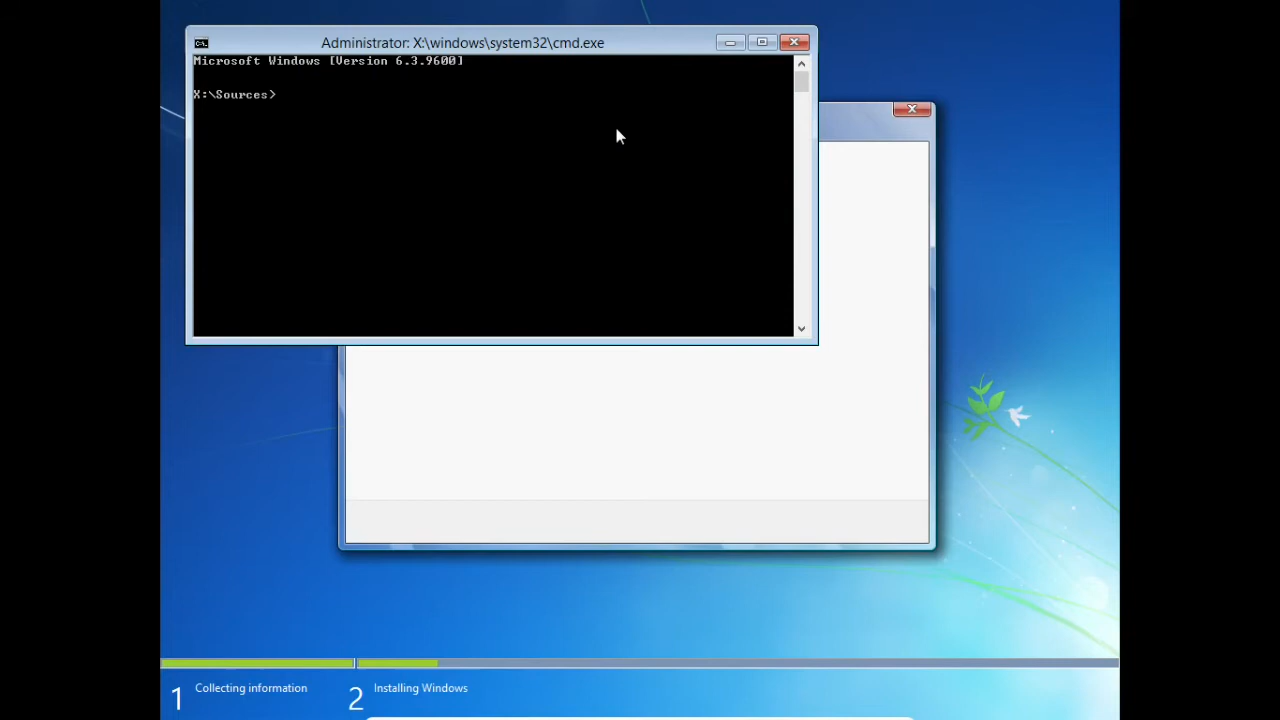 Administrator: X:\windows\system32\cmd.exe
Microsoft Windows [Version 6.3.9600]
X:\Sources>
1 Collecting information
2 Installing Windows